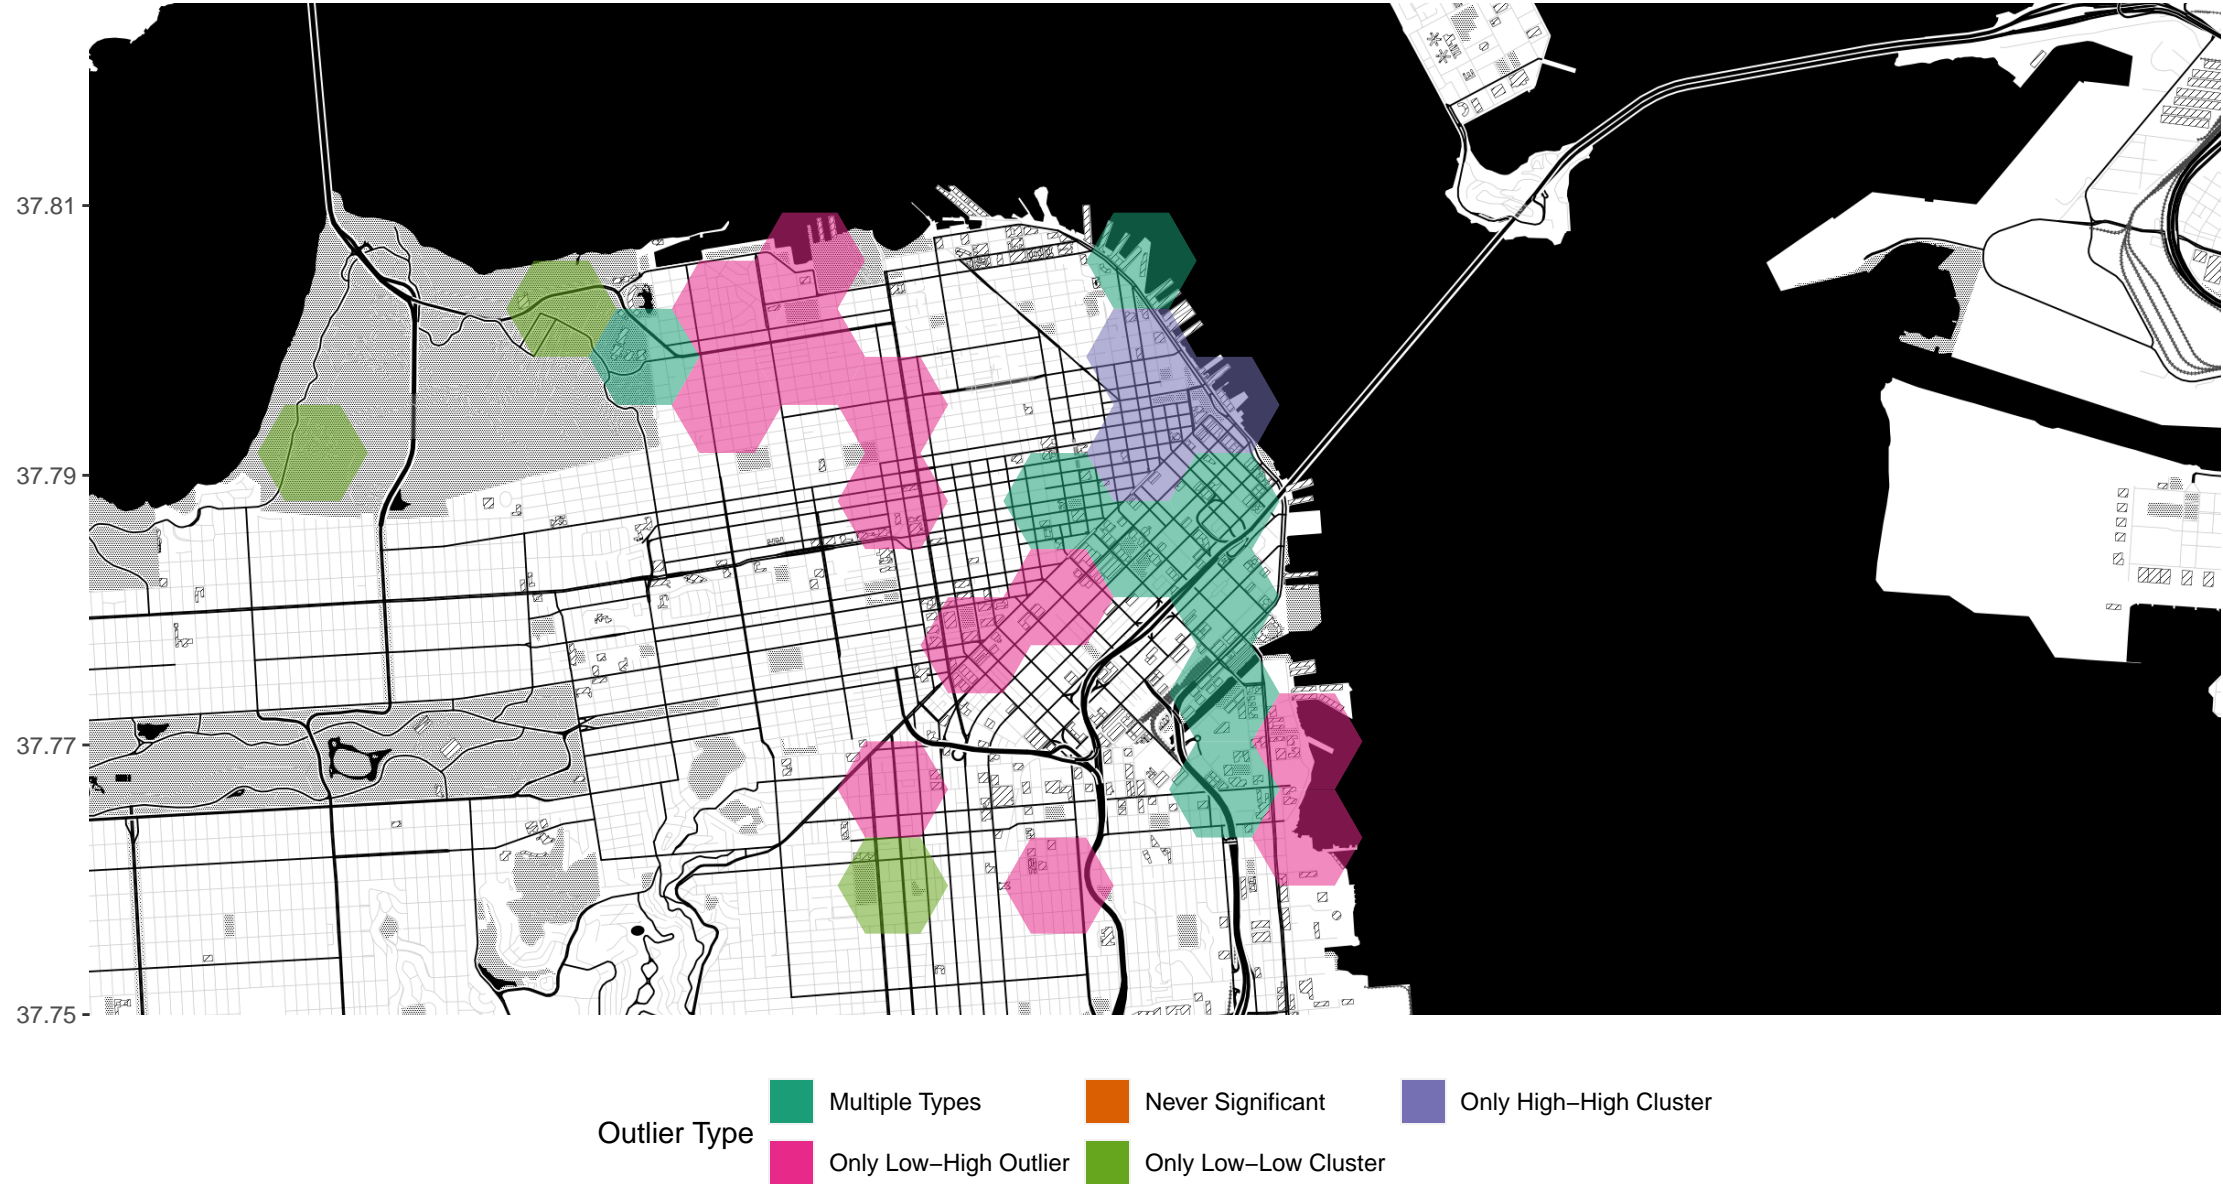 37.81
37.79
37.77
37.75
Outlier Type
Multiple Types
Never Significant
Only High−High Cluster
Only Low−High Outlier
Only Low−Low Cluster